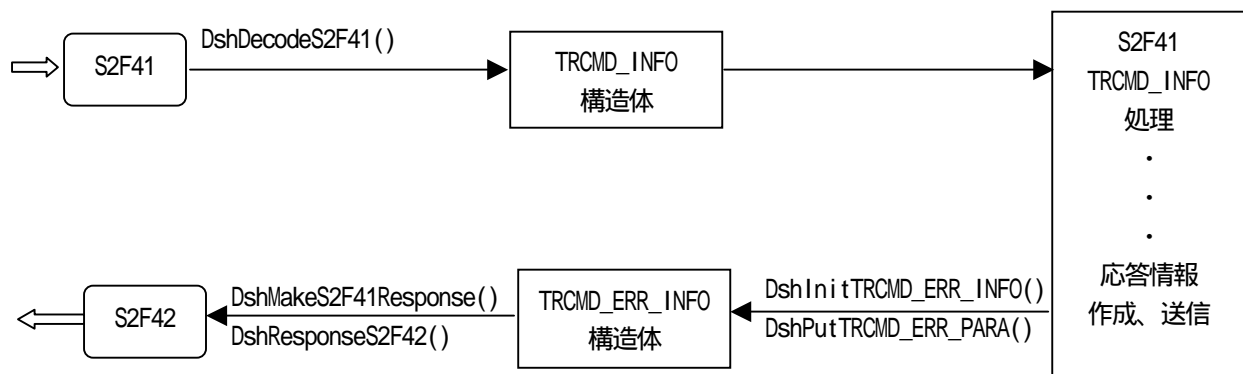 S2F41
DshDecodeS2F41()
TRCMD_INFO
構造体
S2F41
TRCMD_INFO
処理
・
・
・
応答情報
作成、送信
DshInitTRCMD_ERR_INFO()
DshPutTRCMD_ERR_PARA()
TRCMD_ERR_INFO
構造体
DshMakeS2F41Response()
DshResponseS2F42()
S2F42